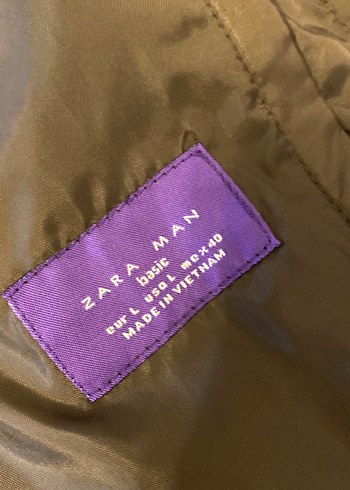 ZARA MAN
basic
eur L usa L mex 40
MADE IN VIETNAM